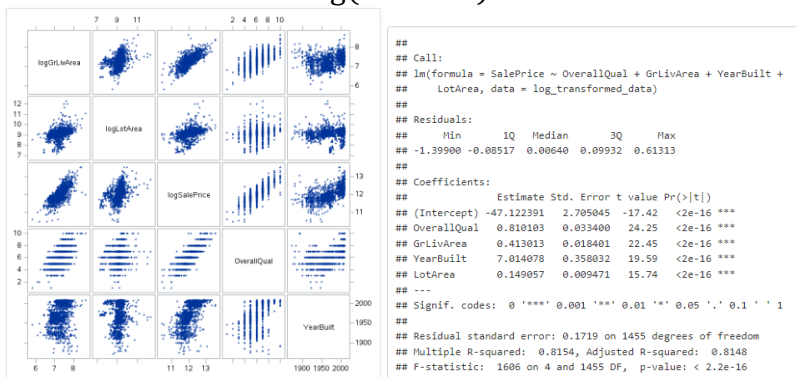 7 9 11 2 4 6 8 10
logGrLivArea
8
7
6
12
11
10
9
8
7
logLotArea
logSalePrice
13
12
11
10
8
6
4
2
OverallQual
YearBuilt
2000
1950
1900
6 7 8 11 12 13 1900 1950 2000
##
## Call:
## lm(formula = SalePrice ~ OverallQual + GrLivArea + YearBuilt +
##     LotArea, data = log_transformed_data)
##
## Residuals:
##      Min       1Q   Median       3Q      Max
## -1.39900 -0.08517  0.00640  0.09932  0.61313
##
## Coefficients:
##               Estimate Std. Error t value Pr(>|t|)
## (Intercept) -47.122391   2.705045  -17.42   <2e-16 ***
## OverallQual   0.810103   0.033400   24.25   <2e-16 ***
## GrLivArea     0.413013   0.018401   22.45   <2e-16 ***
## YearBuilt     7.014078   0.358032   19.59   <2e-16 ***
## LotArea       0.149057   0.009471   15.74   <2e-16 ***
## ---
## Signif. codes:  0 '***' 0.001 '**' 0.01 '*' 0.05 '.' 0.1 ' ' 1
##
## Residual standard error: 0.1719 on 1455 degrees of freedom
## Multiple R-squared:  0.8154, Adjusted R-squared:  0.8148
## F-statistic:  1606 on 4 and 1455 DF,  p-value: < 2.2e-16